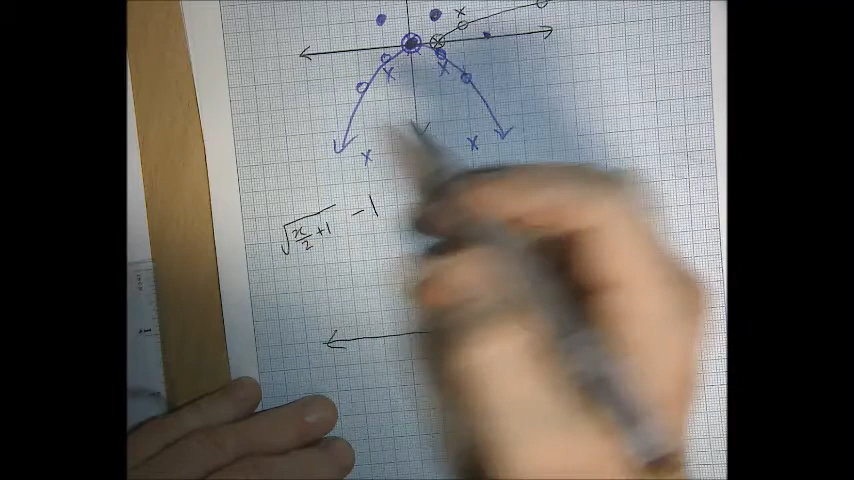 √(x/2 + 1) - 1